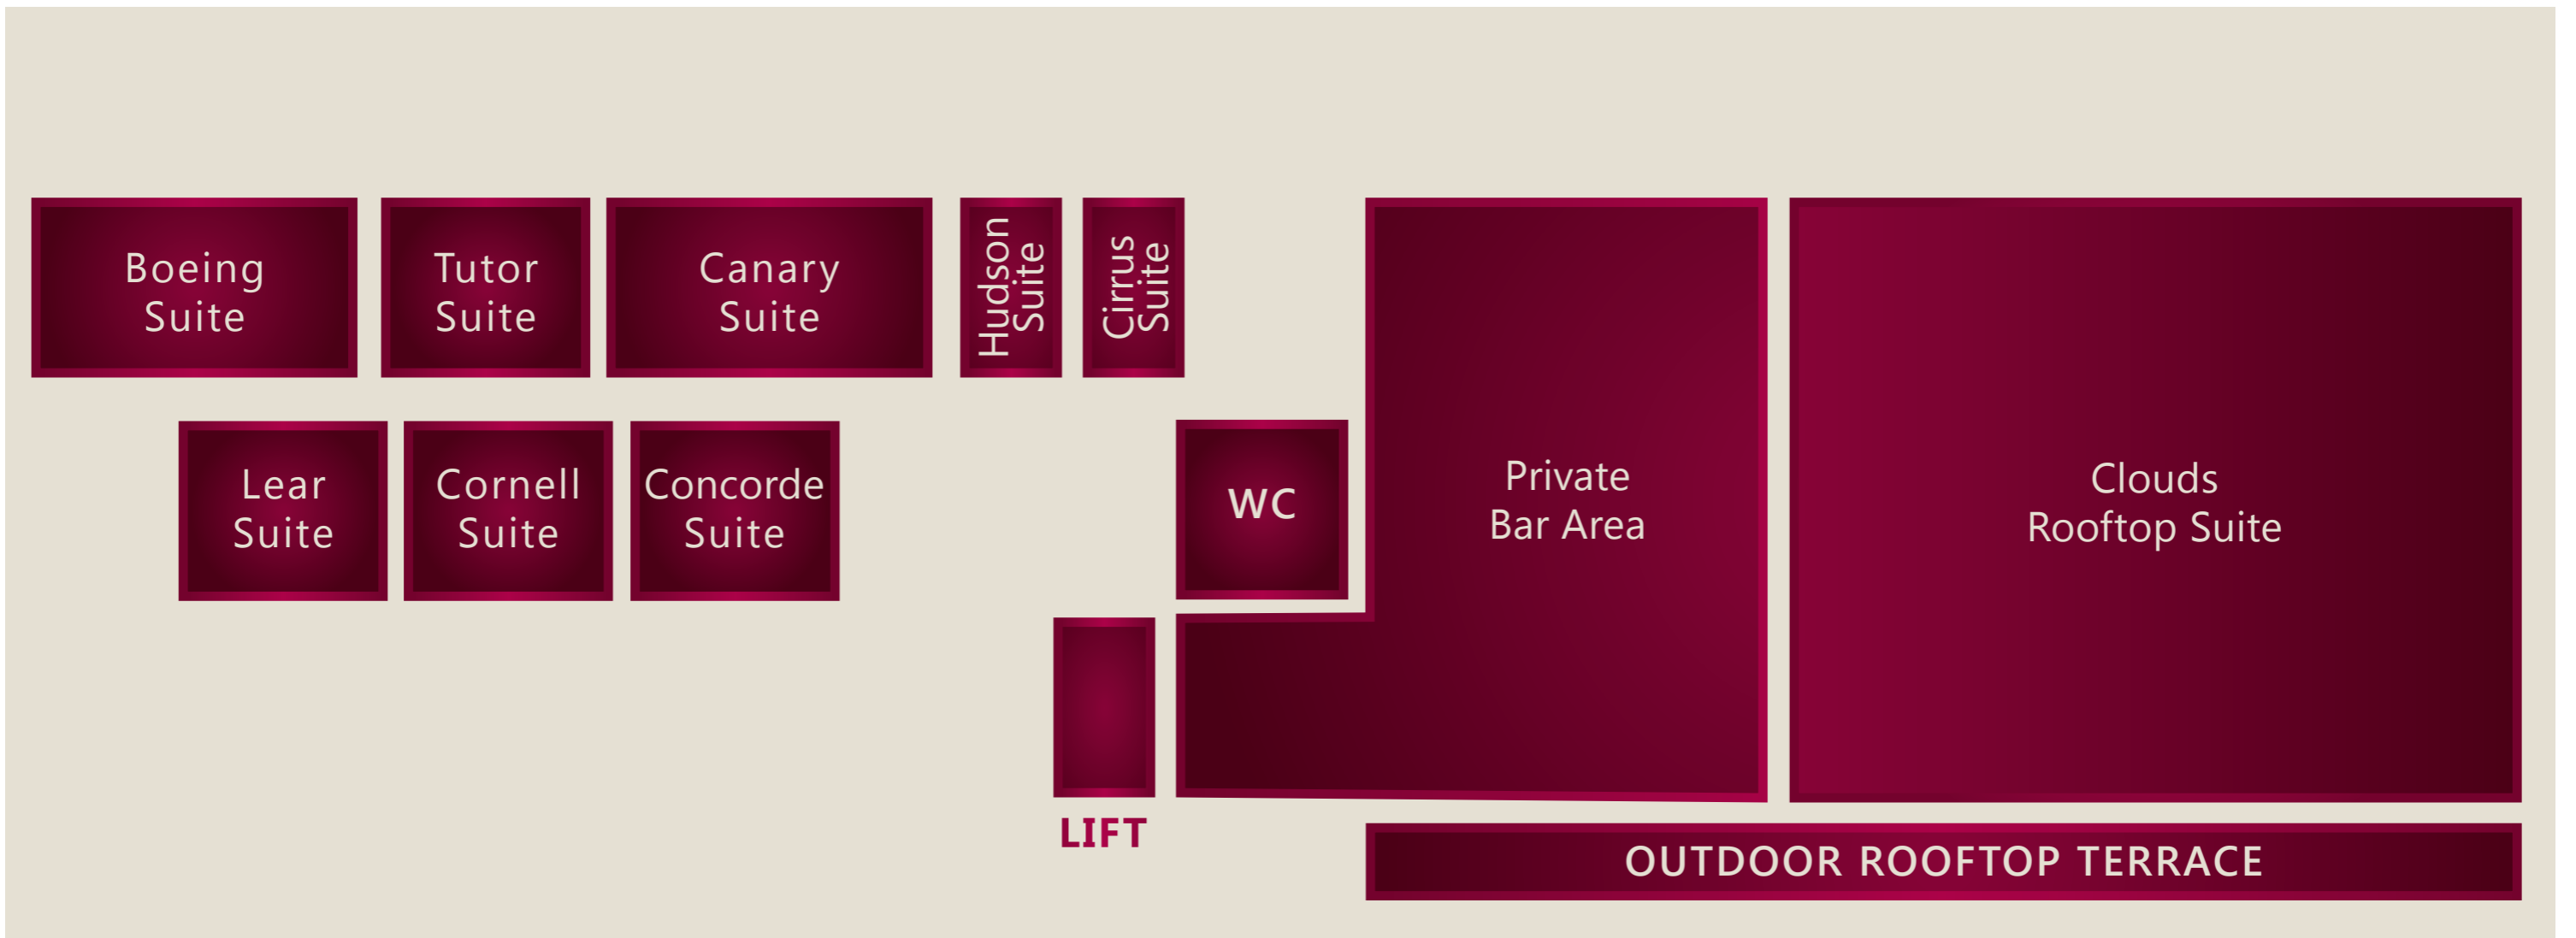 Boeing
Suite
Tutor
Suite
Canary
Suite
Hudson
Suite
Cirrus
Suite
Lear
Suite
Cornell
Suite
Concorde
Suite
WC
Private
Bar Area
Clouds
Rooftop Suite
LIFT
OUTDOOR ROOFTOP TERRACE